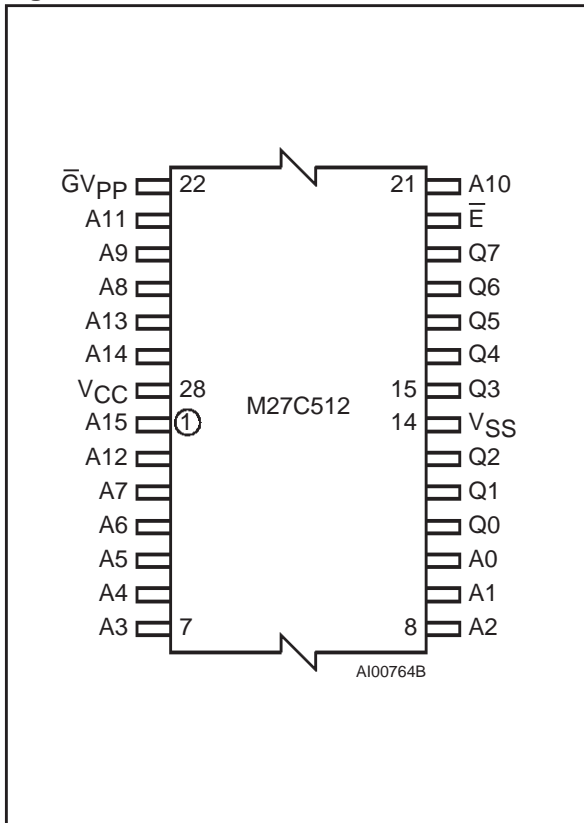 G̅VPP 22 21 A10
A11 E̅
A9 Q7
A8 Q6
A13 Q5
A14 Q4
VCC 28 15 Q3
M27C512
A15 1 14 VSS
A12 Q2
A7 Q1
A6 Q0
A5 A0
A4 A1
A3 7 8 A2
AI00764B